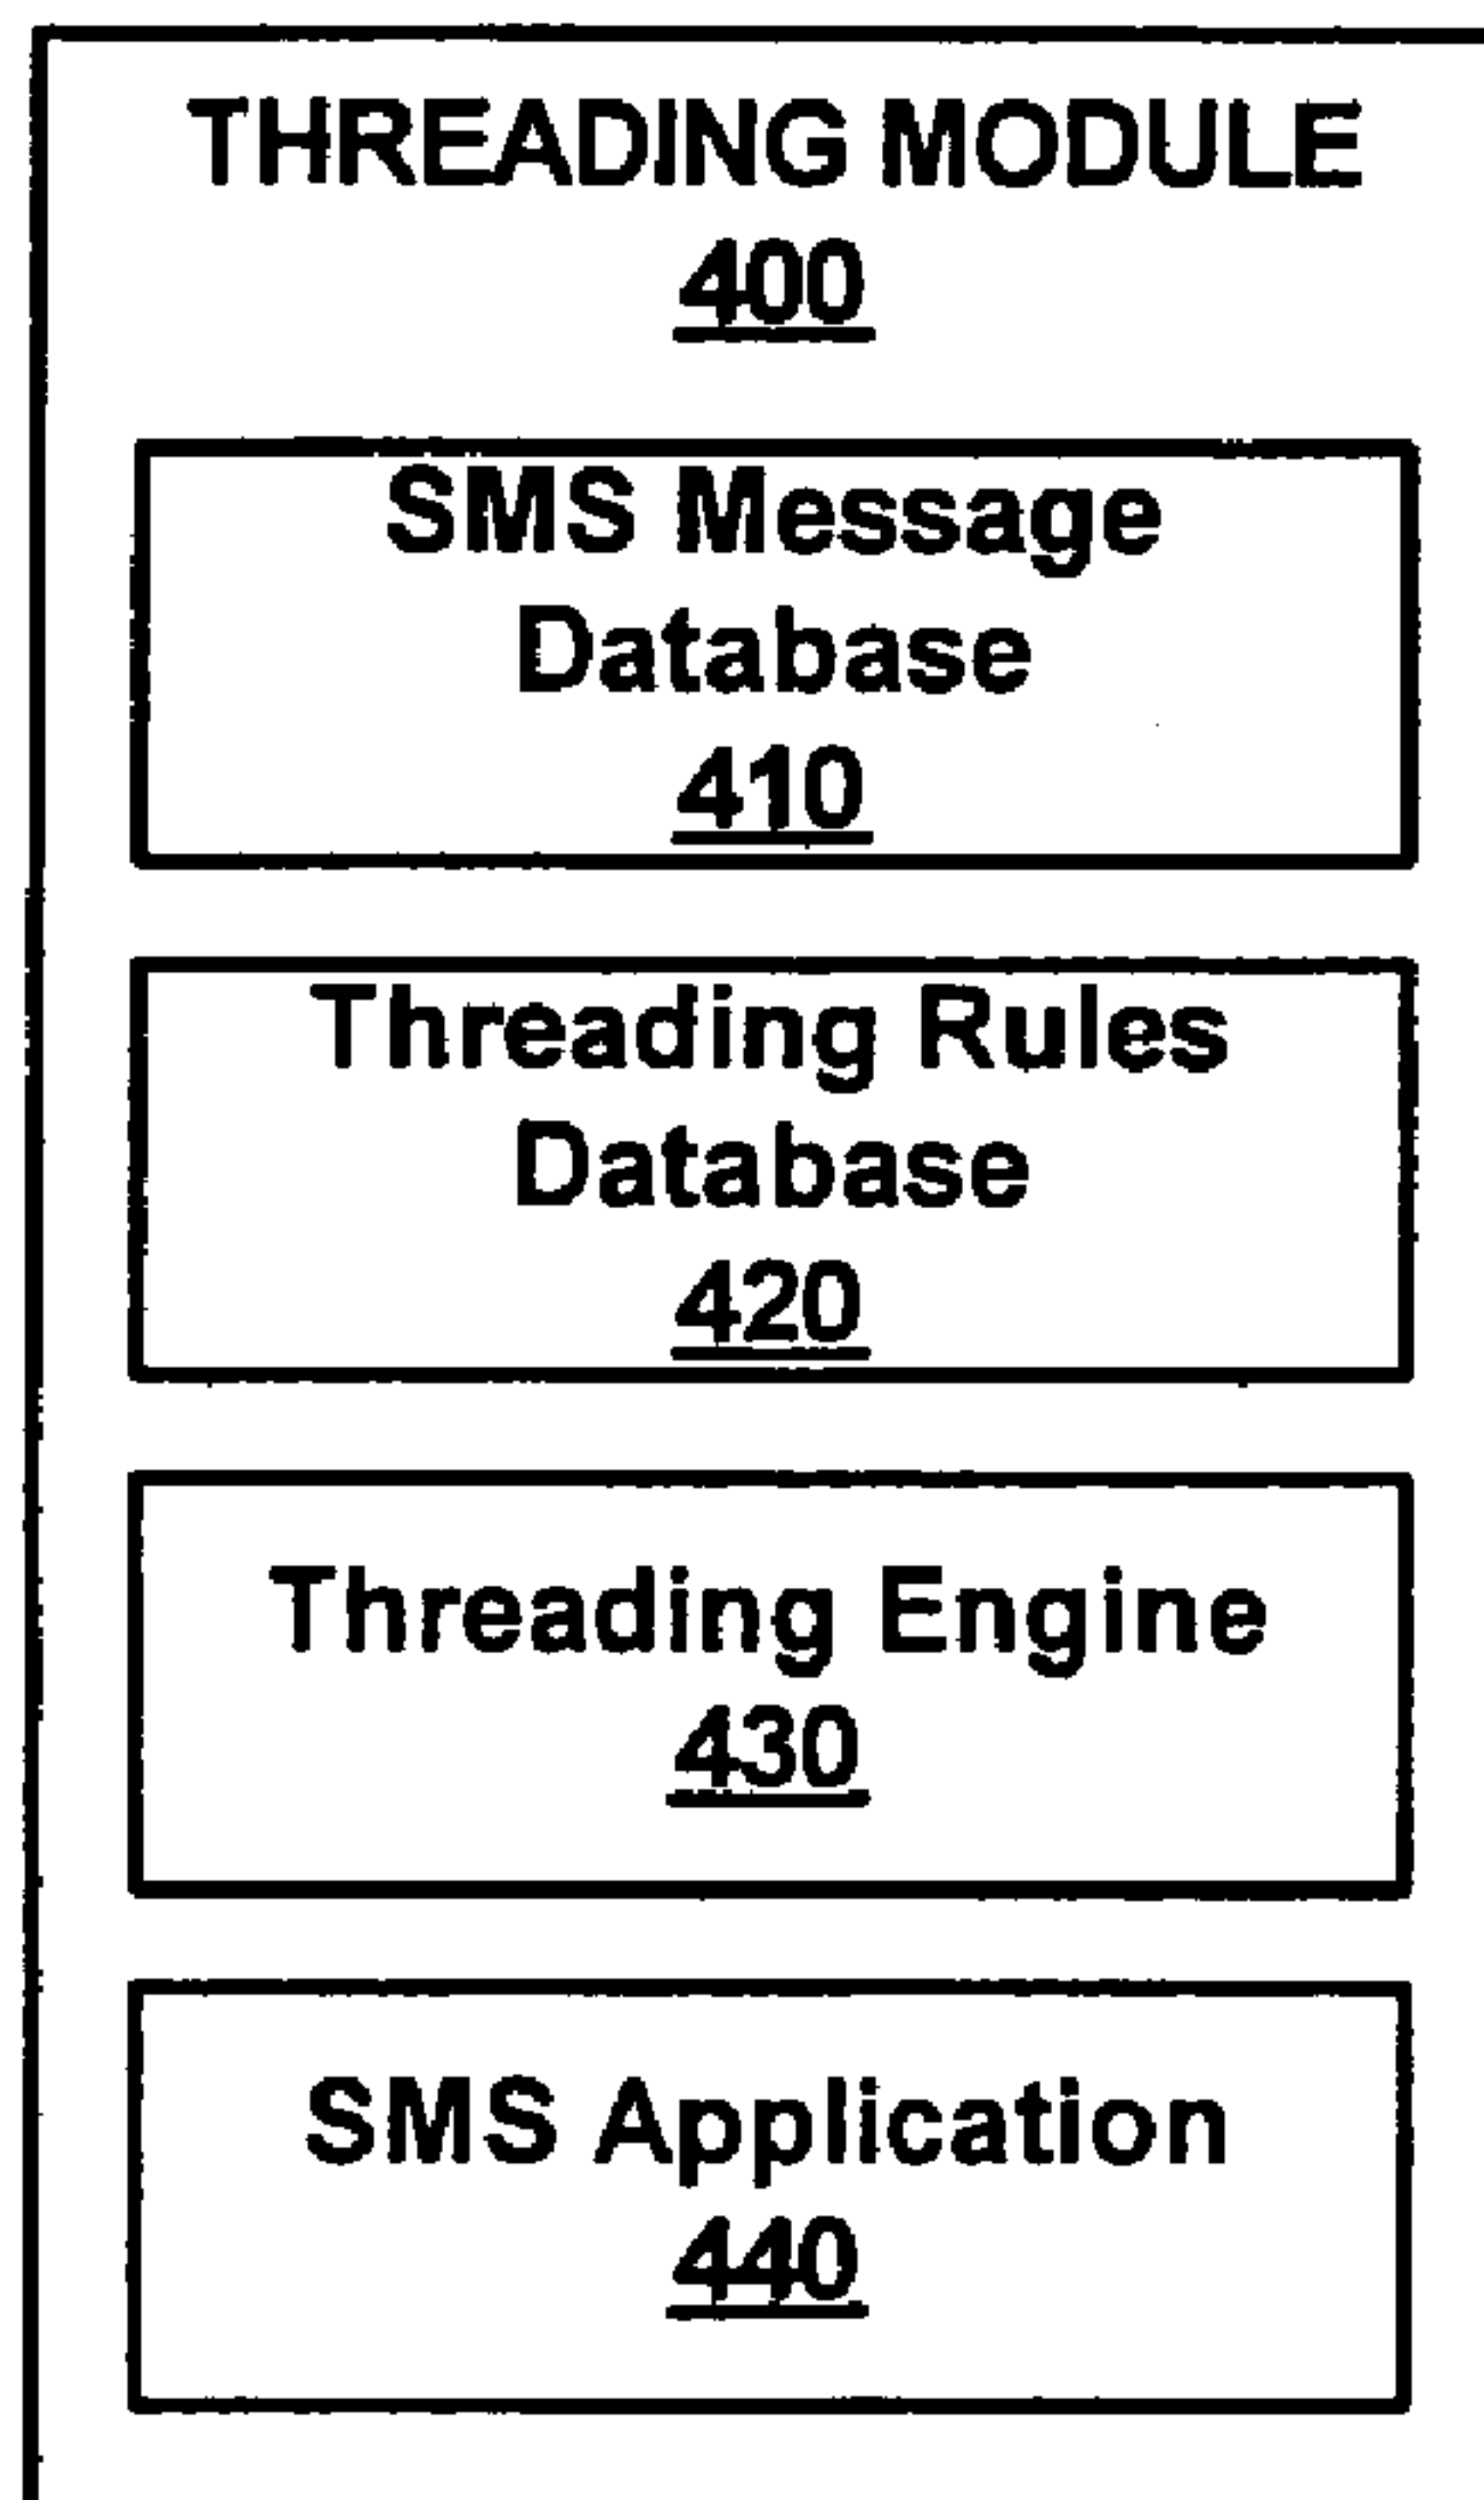 THREADING MODULE
400
SMS Message
Database
410
Threading Rules
Database
420
Threading Engine
430
SMS Application
440